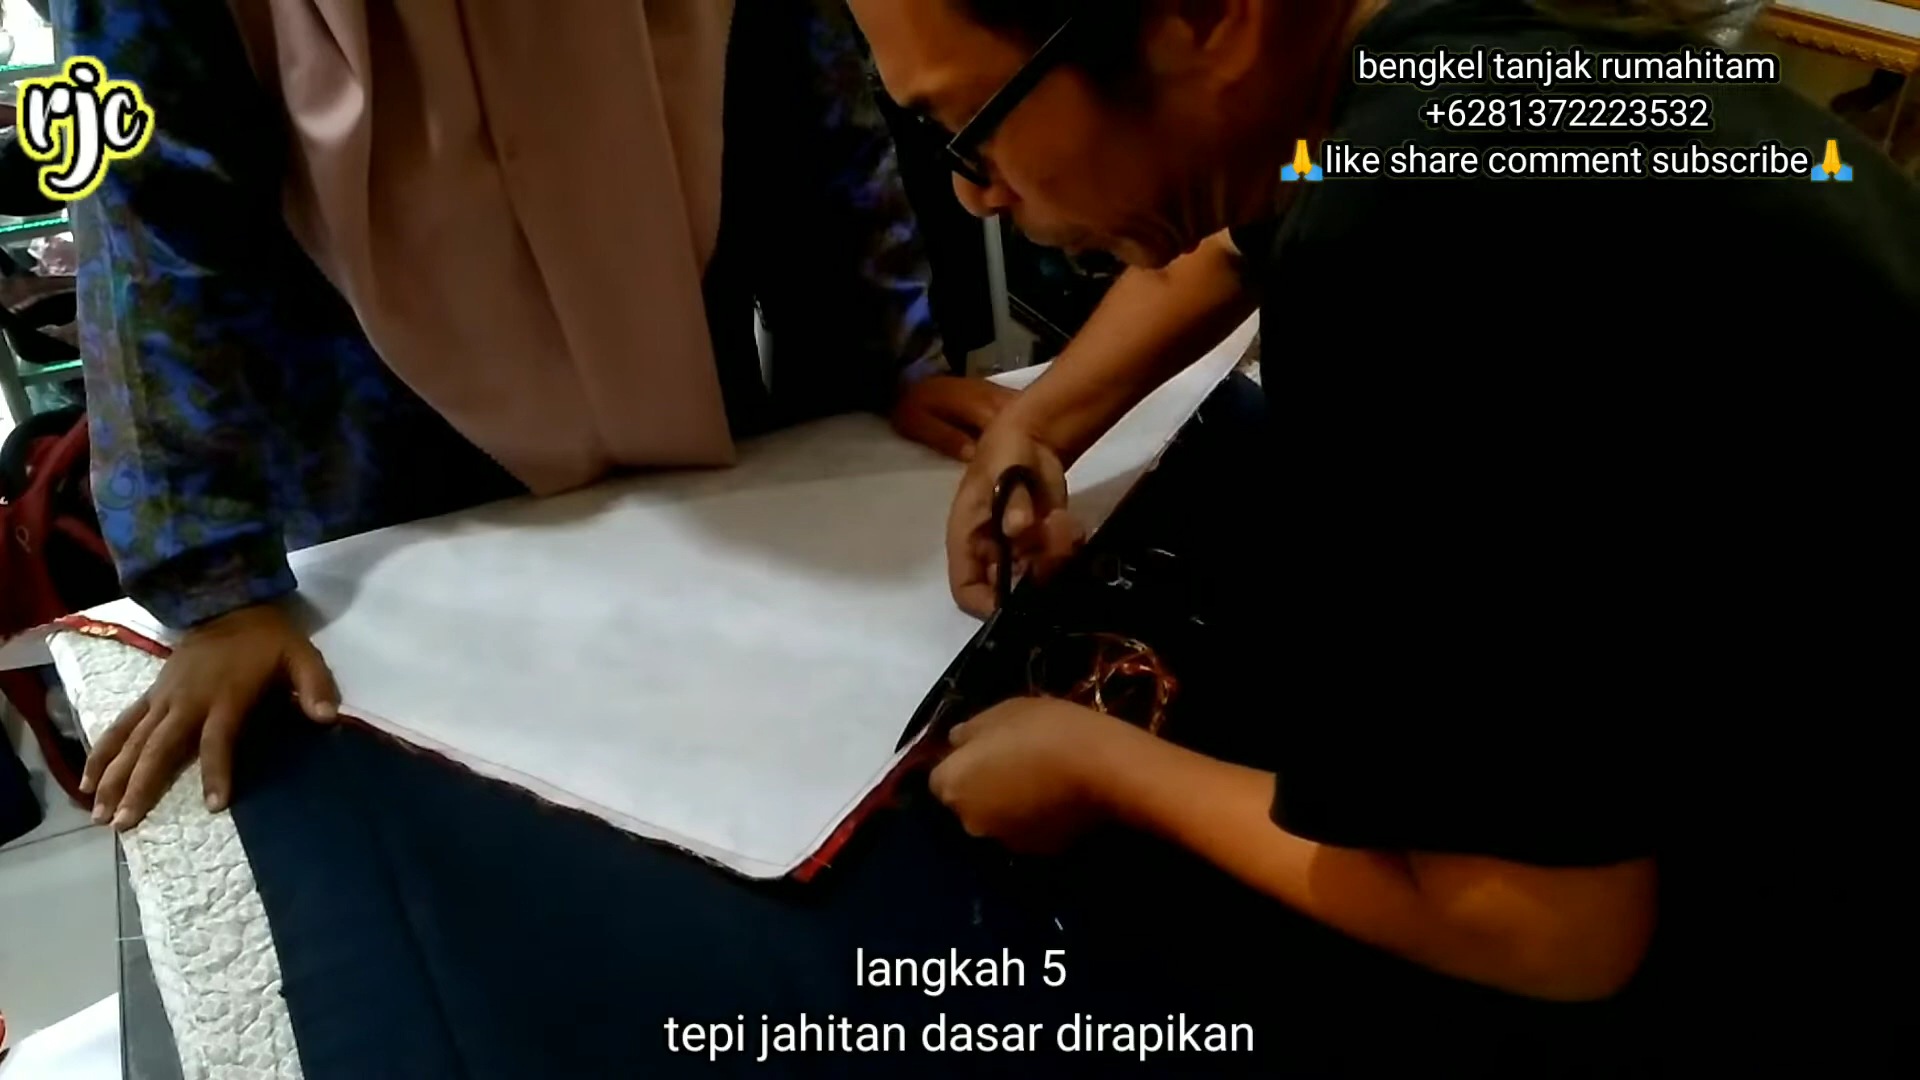 rjc
bengkel tanjak rumahitam
+6281372223532
🙏like share comment subscribe🙏
langkah 5
tepi jahitan dasar dirapikan